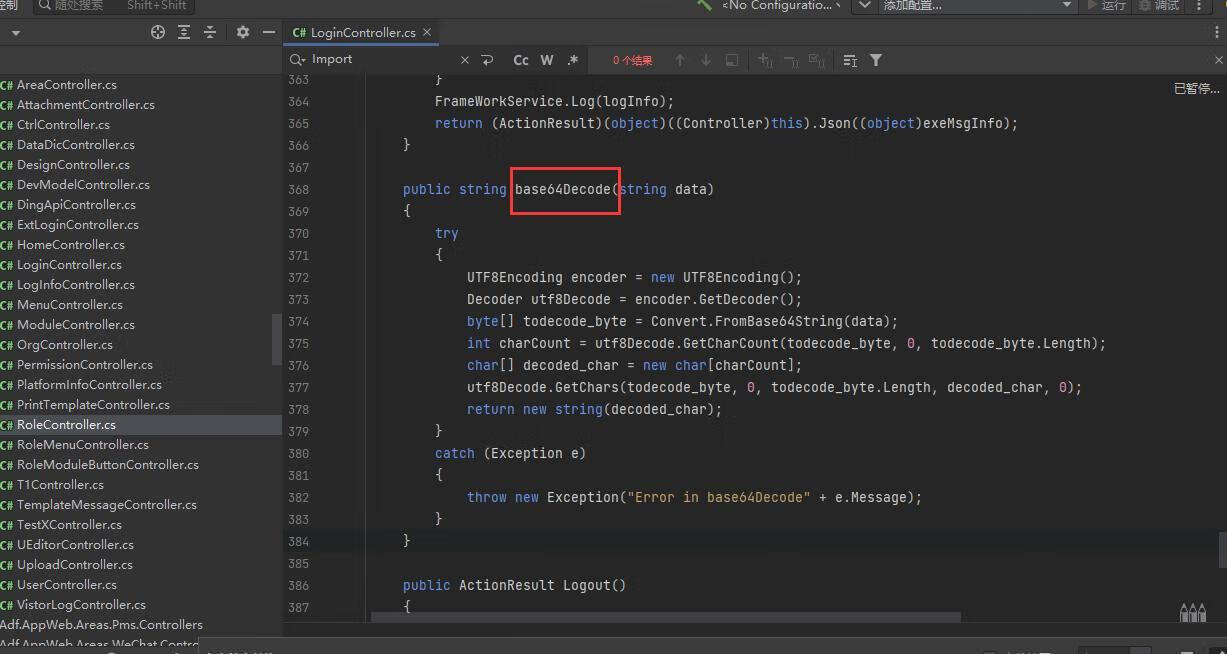 控制 随处搜索 Shift+Shift <No Configuratio... 添加配置... 运行 调试
C# LoginController.cs
Import Cc W .* 0 个结果
已暂停...
C# AreaController.cs
C# AttachmentController.cs
C# CtrlController.cs
C# DataDicController.cs
C# DesignController.cs
C# DevModelController.cs
C# DingApiController.cs
C# ExtLoginController.cs
C# HomeController.cs
C# LoginController.cs
C# LogInfoController.cs
C# MenuController.cs
C# ModuleController.cs
C# OrgController.cs
C# PermissionController.cs
C# PlatformInfoController.cs
C# PrintTemplateController.cs
C# RoleController.cs
C# RoleMenuController.cs
C# RoleModuleButtonController.cs
C# T1Controller.cs
C# TemplateMessageController.cs
C# TestXController.cs
C# UEditorController.cs
C# UploadController.cs
C# UserController.cs
C# VistorLogController.cs
Adf.AppWeb.Areas.Pms.Controllers
Adf.AppWeb.Areas.WeChat.Contro
363 }
364 FrameWorkService.Log(logInfo);
365 return (ActionResult)(object)((Controller)this).Json((object)exeMsgInfo);
366 }
367
368 public string base64Decode(string data)
369 {
370 try
371 {
372 UTF8Encoding encoder = new UTF8Encoding();
373 Decoder utf8Decode = encoder.GetDecoder();
374 byte[] todecode_byte = Convert.FromBase64String(data);
375 int charCount = utf8Decode.GetCharCount(todecode_byte, 0, todecode_byte.Length);
376 char[] decoded_char = new char[charCount];
377 utf8Decode.GetChars(todecode_byte, 0, todecode_byte.Length, decoded_char, 0);
378 return new string(decoded_char);
379 }
380 catch (Exception e)
381 {
382 throw new Exception("Error in base64Decode" + e.Message);
383 }
384 }
385
386 public ActionResult Logout()
387 {